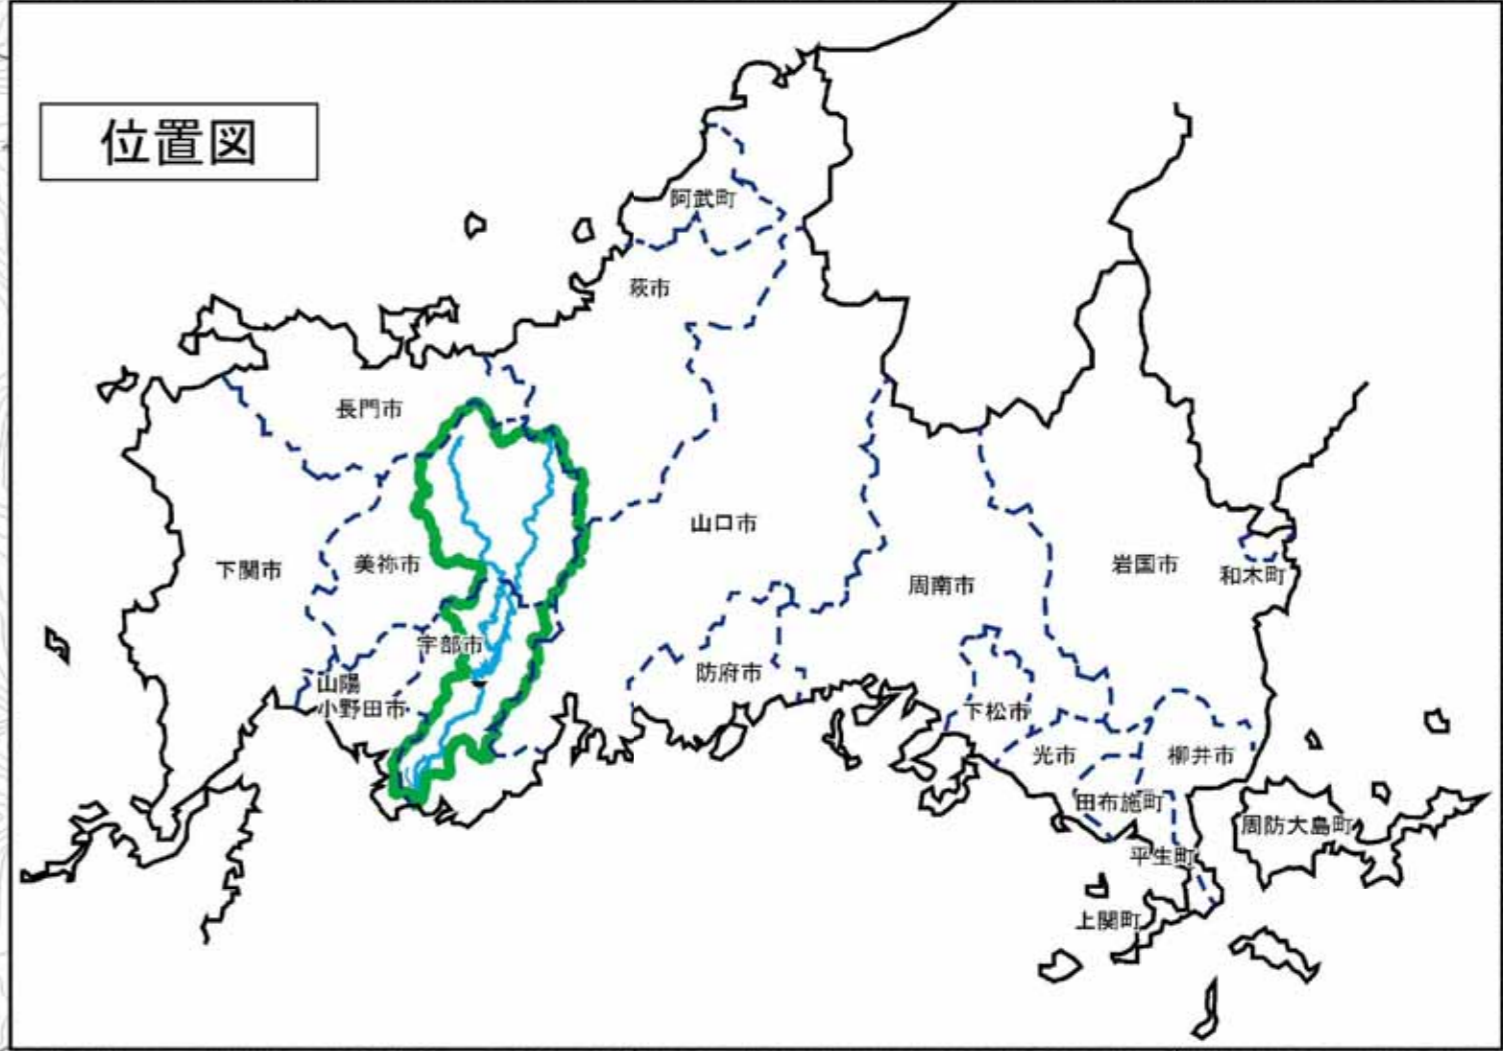 位置図
阿武町
萩市
長門市
山口市
下関市
美祢市
岩国市
和木町
周南市
宇部市
防府市
山陽
小野田市
下松市
光市
柳井市
田布施町
周防大島町
平生町
上関町